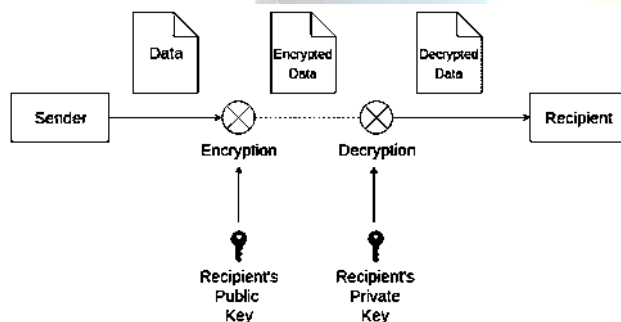 Data
Encrypted
Data
Decrypted
Data
Sender
Recipient
Encryption
Decryption
Recipient's
Public
Key
Recipient's
Private
Key